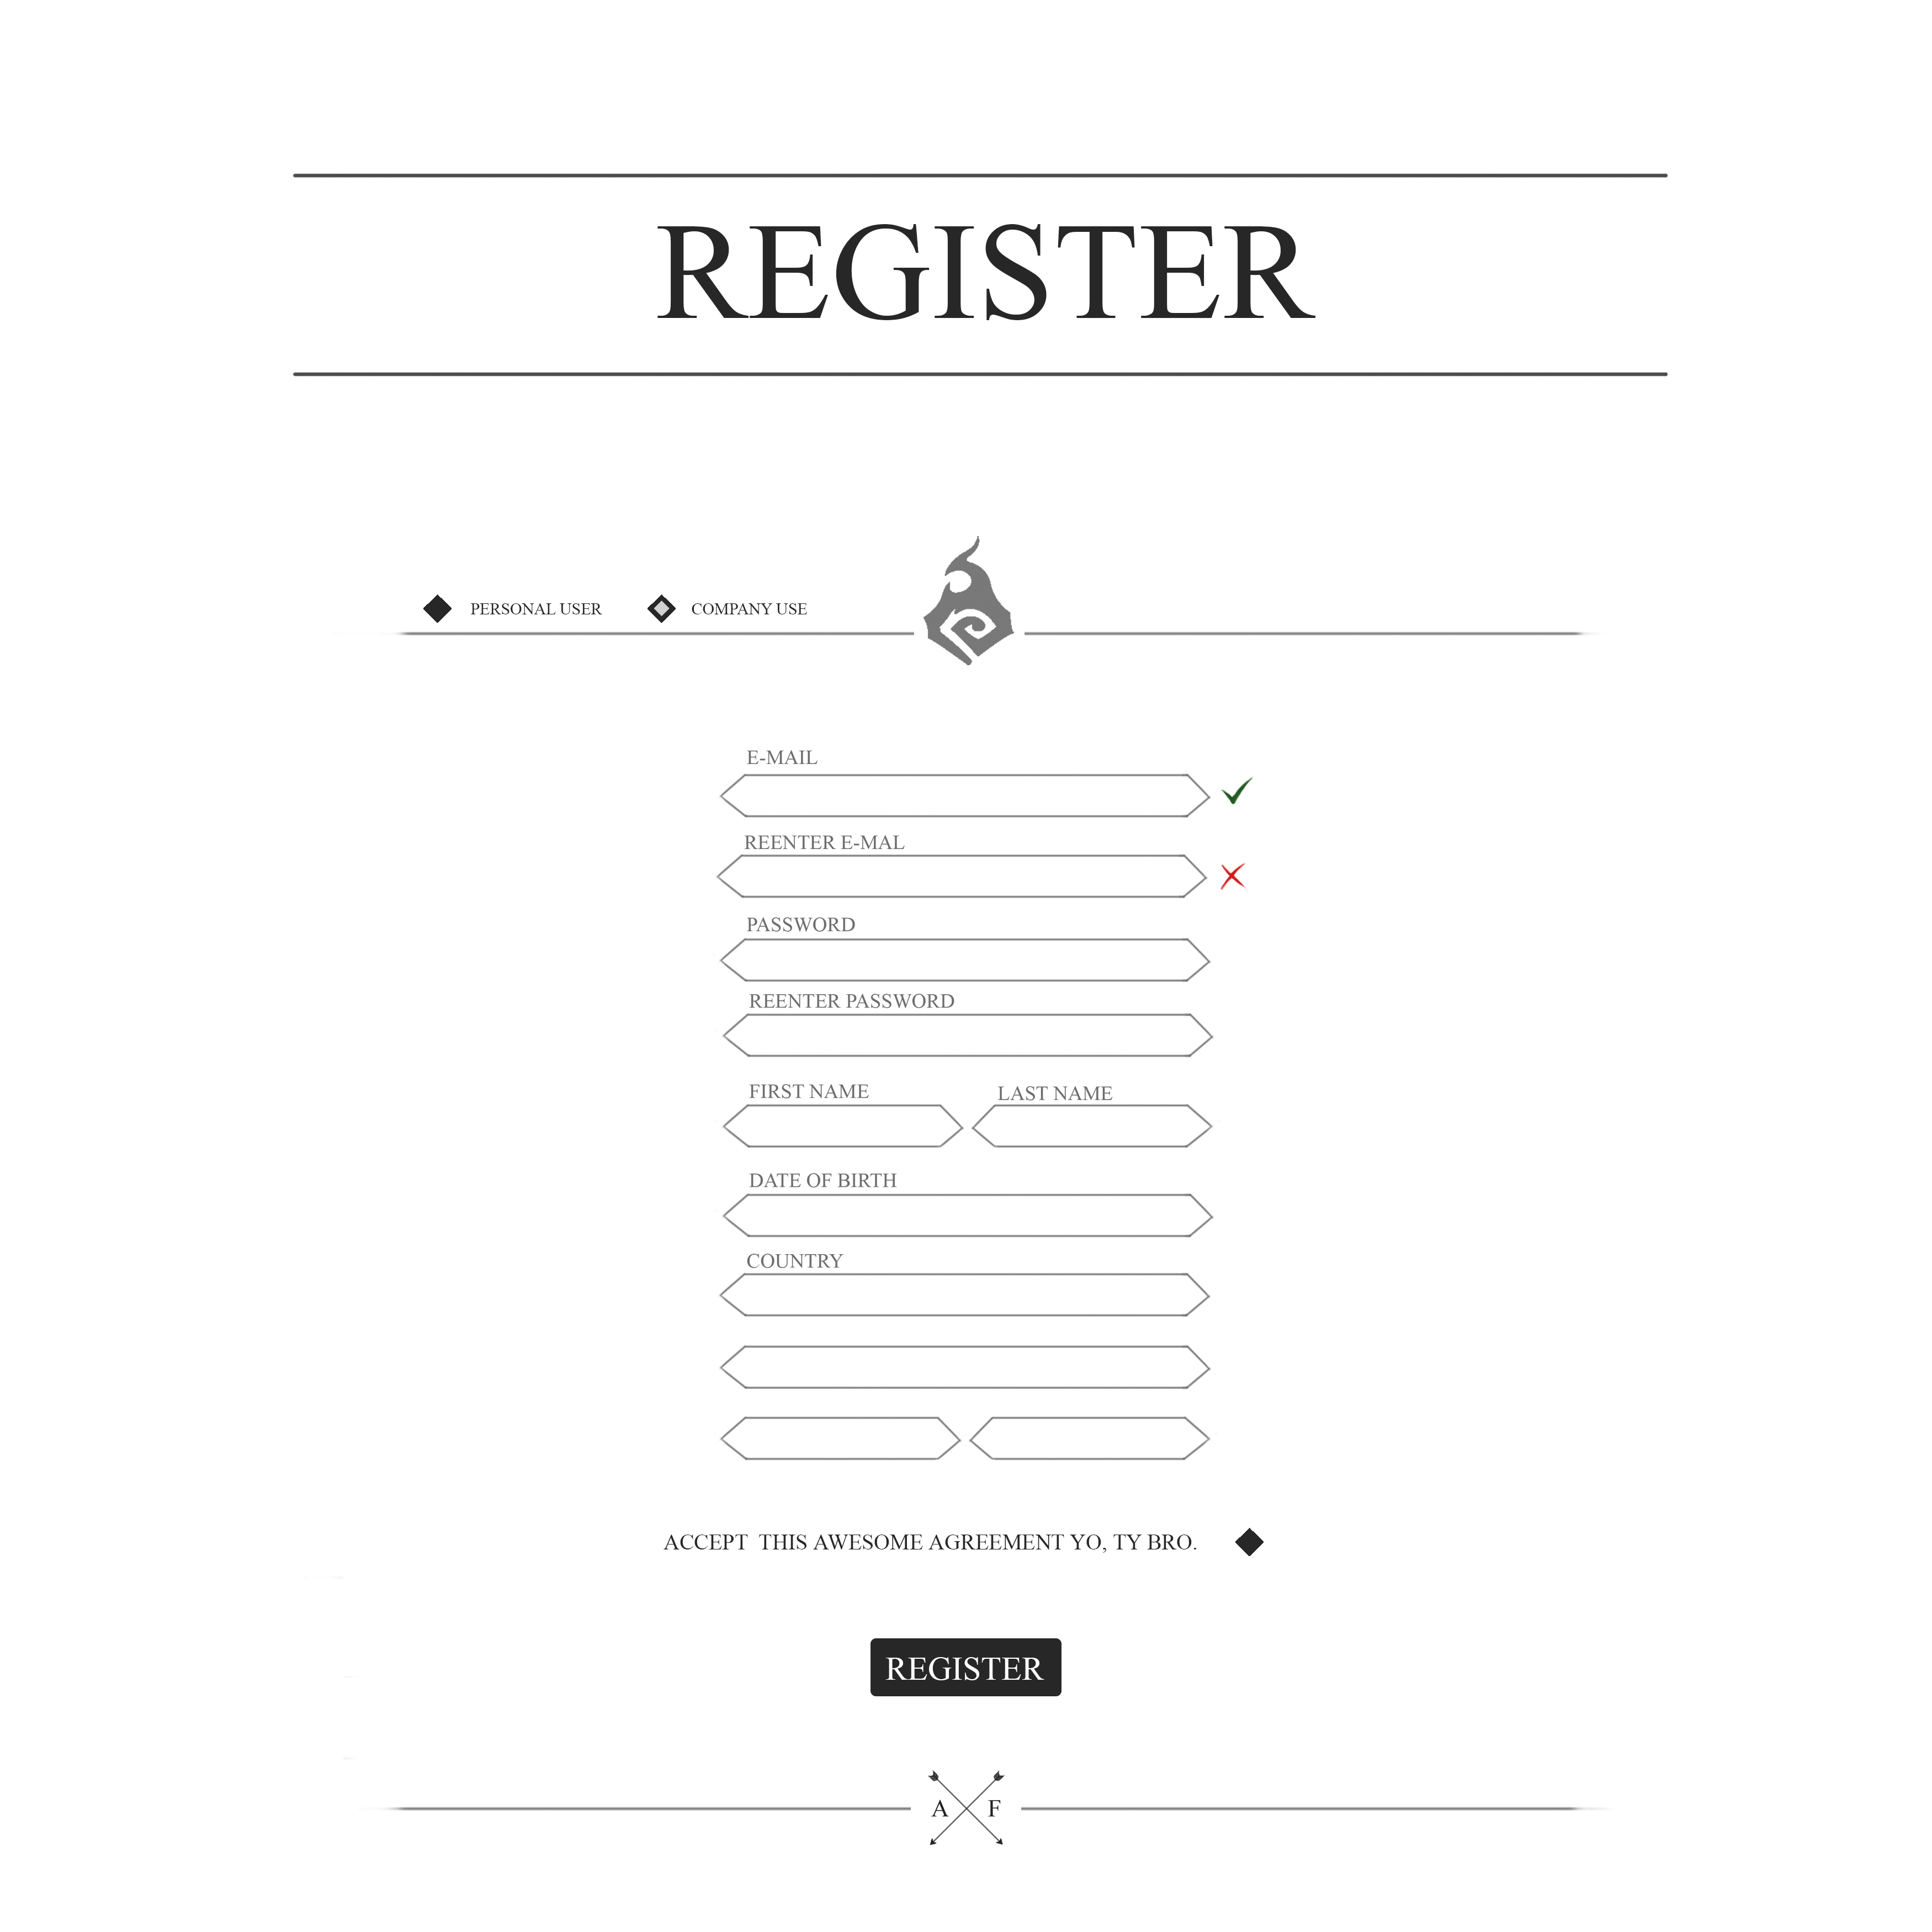 REGISTER
PERSONAL USER COMPANY USE
E-MAIL
REENTER E-MAL
PASSWORD
REENTER PASSWORD
FIRST NAME LAST NAME
DATE OF BIRTH
COUNTRY
ACCEPT THIS AWESOME AGREEMENT YO, TY BRO.
REGISTER
A F